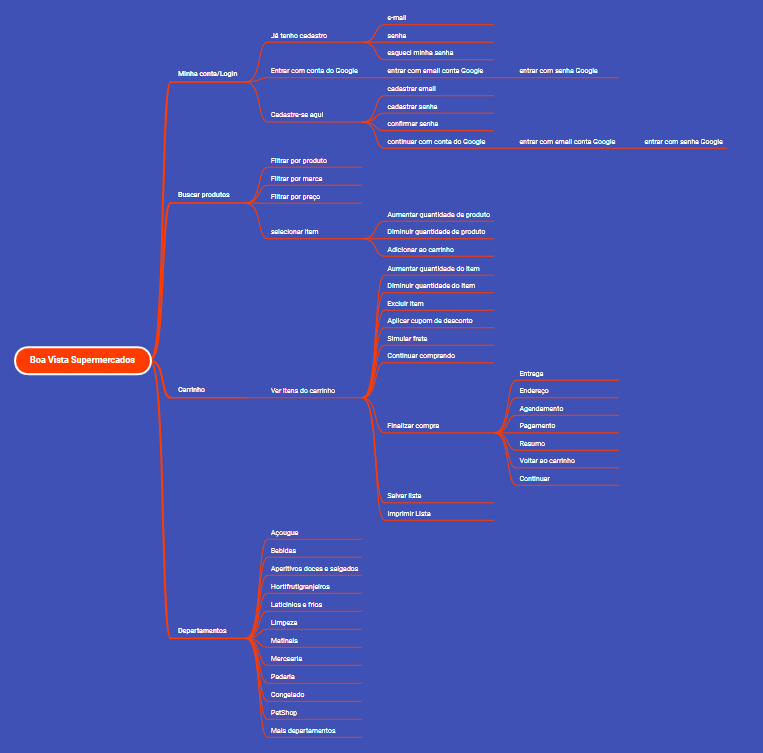 Boa Vista Supermercados
Minha conta/Login
Já tenho cadastro
e-mail
senha
esqueci minha senha
Entrar com conta do Google
entrar com email conta Google
entrar com senha Google
Cadastre-se aqui
cadastrar email
cadastrar senha
confirmar senha
continuar com conta do Google
entrar com email conta Google
entrar com senha Google
Buscar produtos
Filtrar por produto
Filtrar por marca
Filtrar por preço
selecionar item
Aumentar quantidade de produto
Diminuir quantidade de produto
Adicionar ao carrinho
Carrinho
Ver itens do carrinho
Aumentar quantidade do item
Diminuir quantidade do item
Excluir item
Aplicar cupom de desconto
Simular frete
Continuar comprando
Finalizar compra
Entrega
Endereço
Agendamento
Pagamento
Resumo
Voltar ao carrinho
Continuar
Salvar lista
Imprimir Lista
Departamentos
Açougue
Bebidas
Aperitivos doces e salgados
Hortifrutigranjeiros
Laticínios e frios
Limpeza
Matinais
Mercearia
Padaria
Congelado
PetShop
Mais departamentos